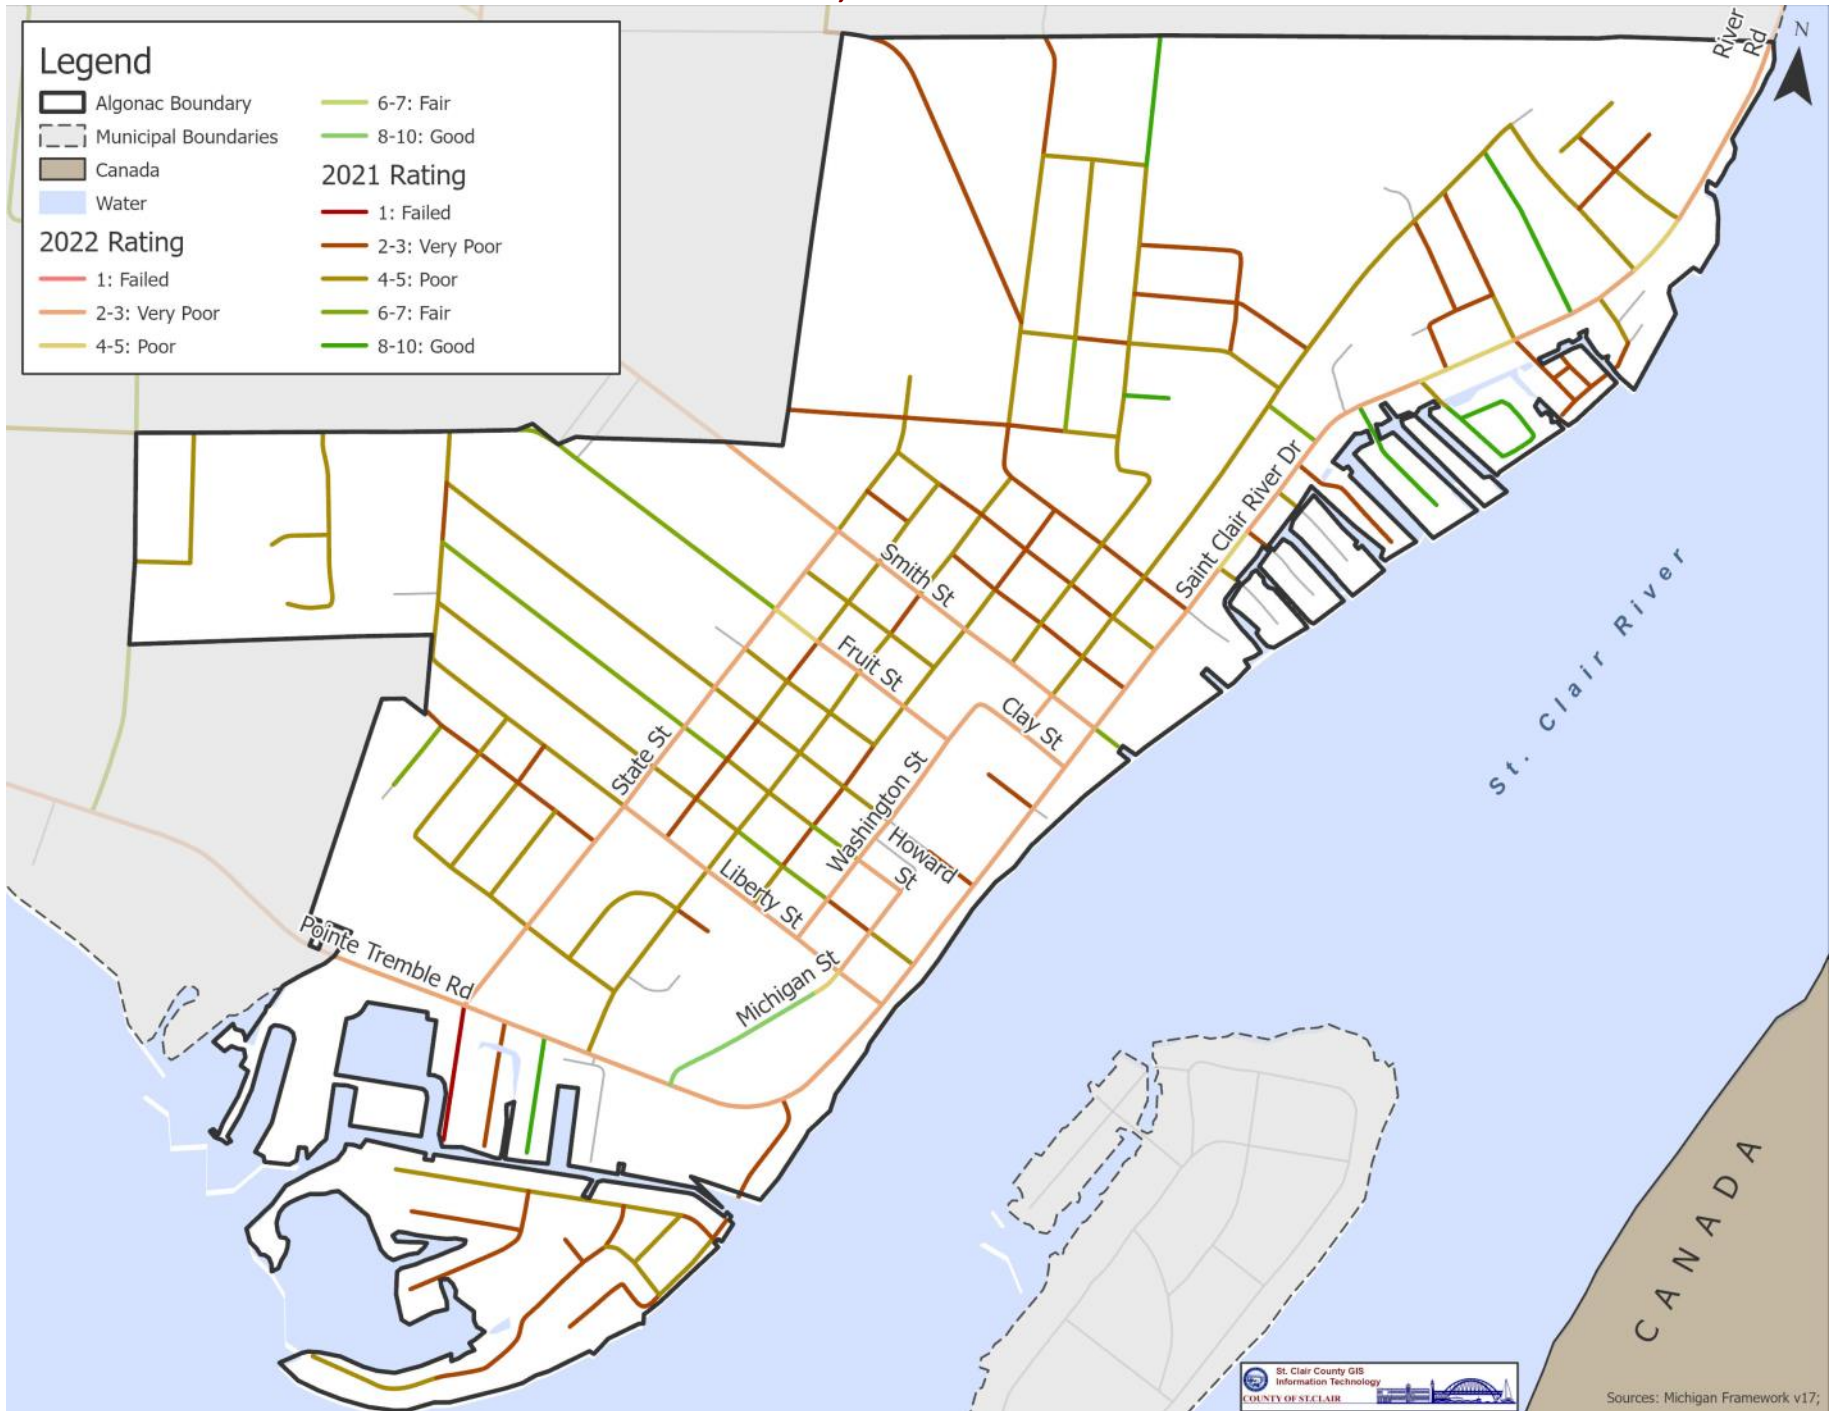 Legend
Algonac Boundary
Municipal Boundaries
Canada
Water
2022 Rating
1: Failed
2-3: Very Poor
4-5: Poor
6-7: Fair
8-10: Good
2021 Rating
1: Failed
2-3: Very Poor
4-5: Poor
6-7: Fair
8-10: Good
River
Rd
N
Saint Clair River Dr
Smith St
Fruit St
State St
Clay St
Washington St
Howard
St
Liberty St
Michigan St
Pointe Tremble Rd
St. Clair River
CANADA
St. Clair County GIS
Information Technology
COUNTY OF ST.CLAIR
Sources: Michigan Framework v17;